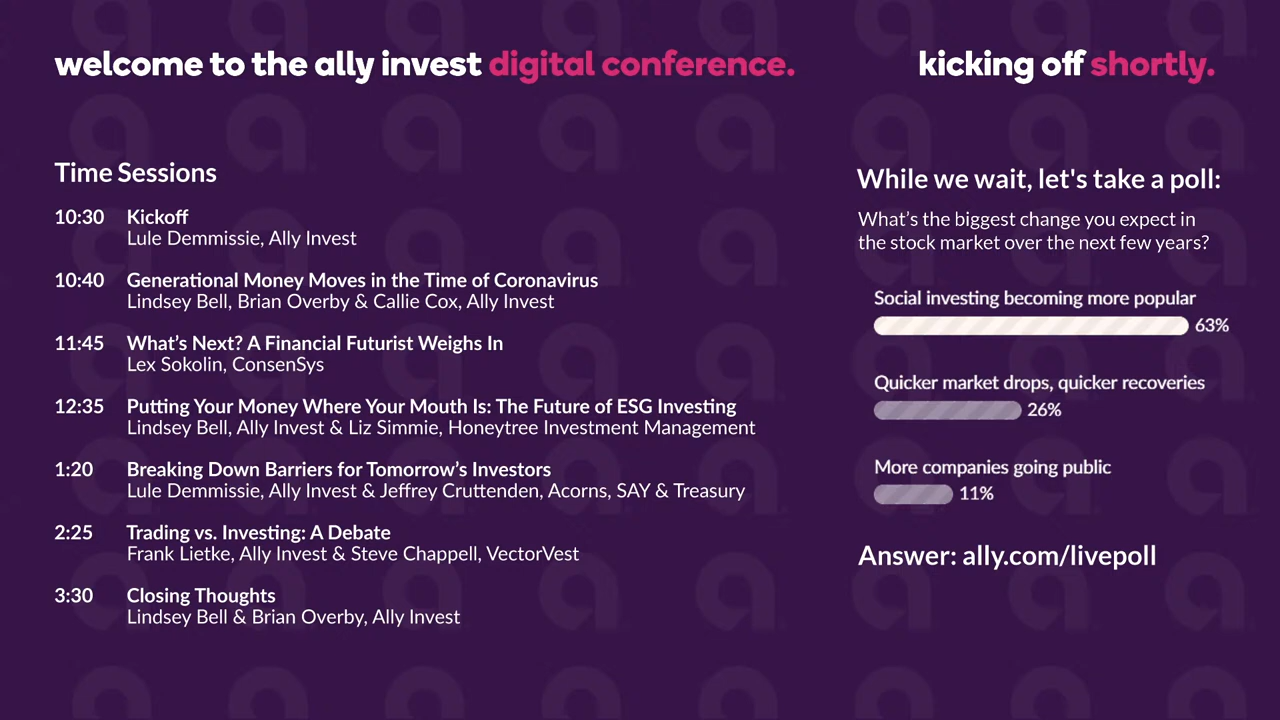 welcome to the ally invest digital conference.
kicking off shortly.
Time Sessions
10:30 Kickoff
Lule Demmissie, Ally Invest
10:40 Generational Money Moves in the Time of Coronavirus
Lindsey Bell, Brian Overby & Callie Cox, Ally Invest
11:45 What's Next? A Financial Futurist Weighs In
Lex Sokolin, ConsenSys
12:35 Putting Your Money Where Your Mouth Is: The Future of ESG Investing
Lindsey Bell, Ally Invest & Liz Simmie, Honeytree Investment Management
1:20 Breaking Down Barriers for Tomorrow's Investors
Lule Demmissie, Ally Invest & Jeffrey Cruttenden, Acorns, SAY & Treasury
2:25 Trading vs. Investing: A Debate
Frank Lietke, Ally Invest & Steve Chappell, VectorVest
3:30 Closing Thoughts
Lindsey Bell & Brian Overby, Ally Invest
While we wait, let's take a poll:
What's the biggest change you expect in
the stock market over the next few years?
Social investing becoming more popular
63%
Quicker market drops, quicker recoveries
26%
More companies going public
11%
Answer: ally.com/livepoll